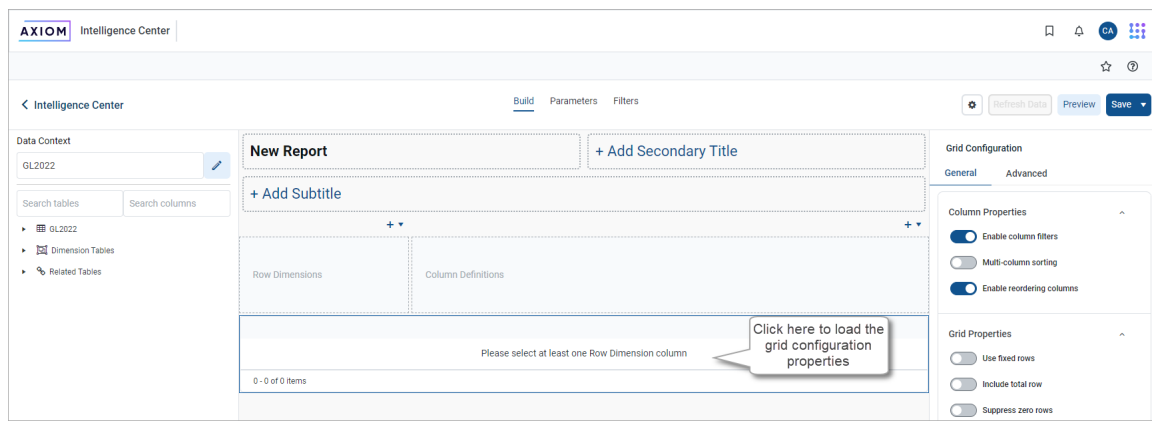 AXIOM Intelligence Center
CA
Intelligence Center
Build Parameters Filters
Refresh Data Preview Save
Data Context
GL2022
Search tables Search columns
GL2022
Dimension Tables
Related Tables
New Report + Add Secondary Title
+ Add Subtitle
+ +
Row Dimensions Column Definitions
Please select at least one Row Dimension column
0 - 0 of 0 items
Click here to load the
grid configuration
properties
Grid Configuration
General Advanced
Column Properties
Enable column filters
Multi-column sorting
Enable reordering columns
Grid Properties
Use fixed rows
Include total row
Suppress zero rows